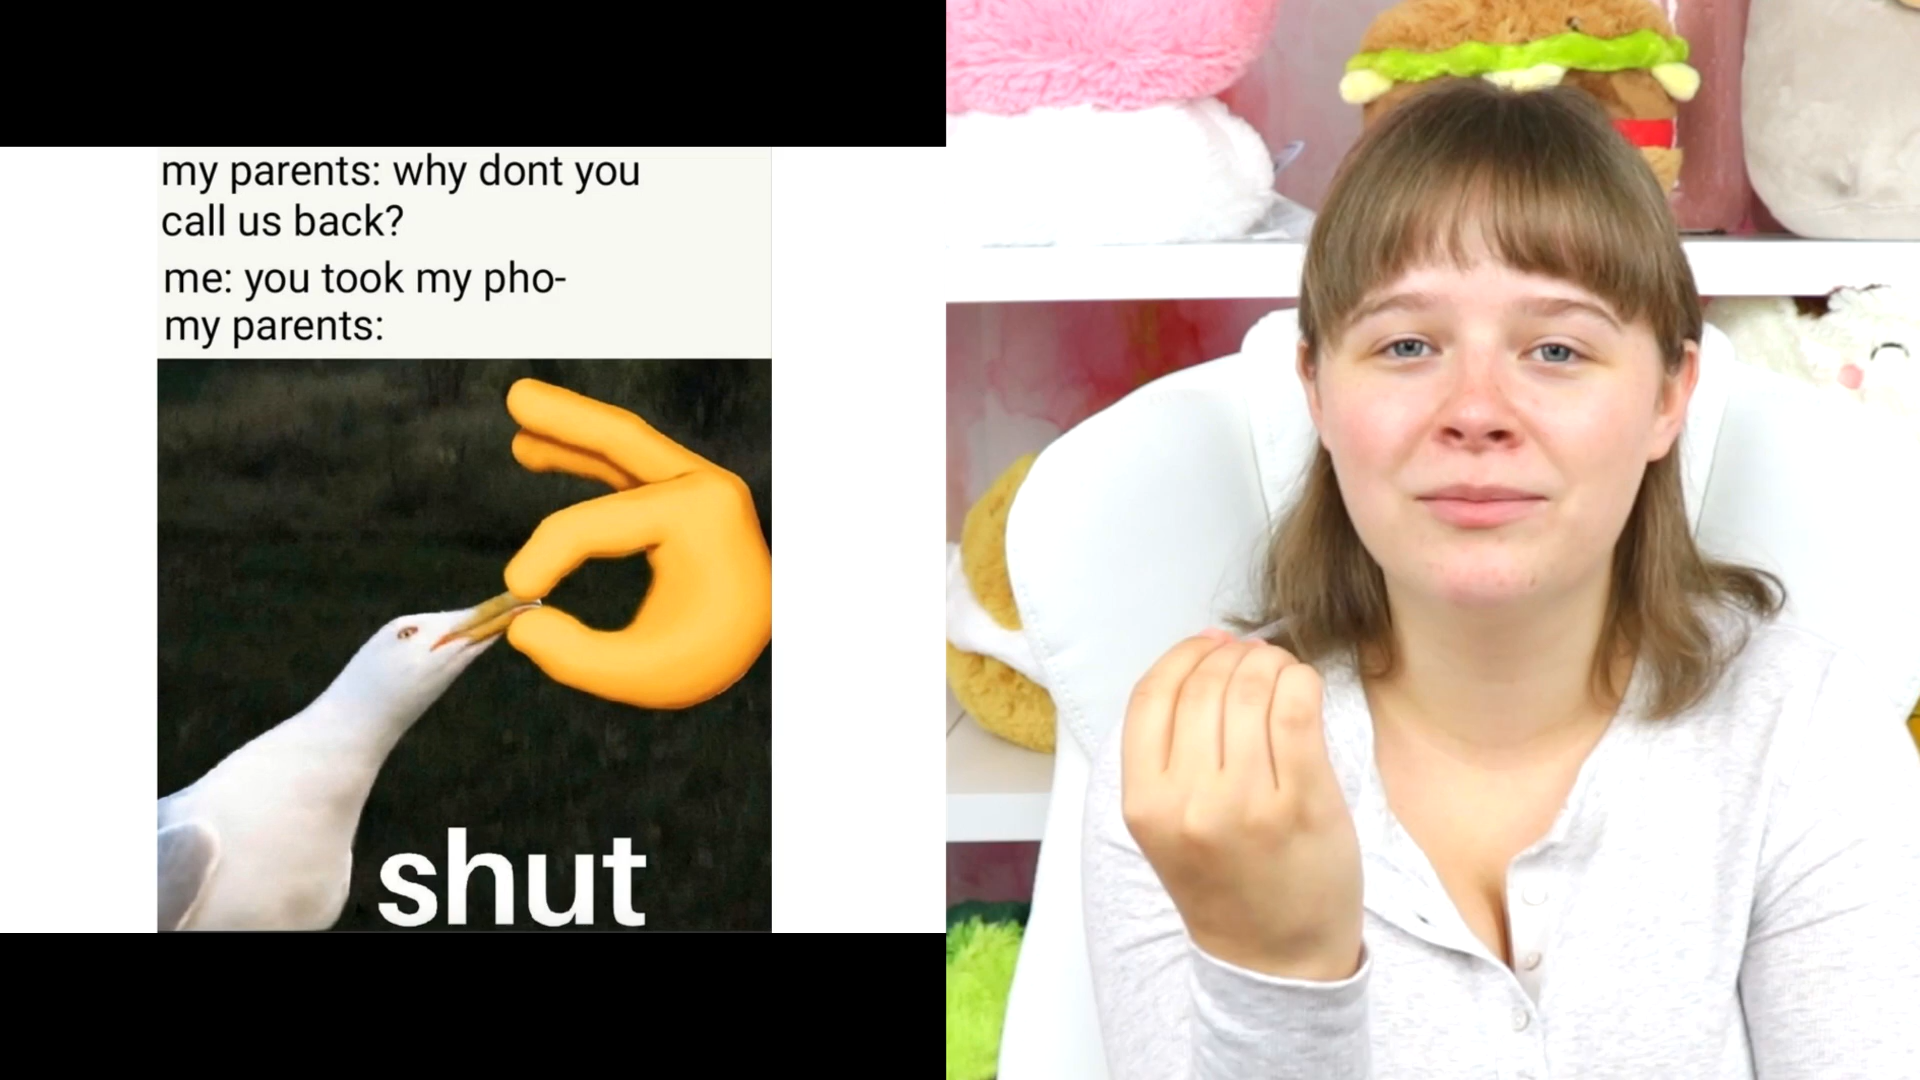 my parents: why dont you
call us back?
me: you took my pho-
my parents:
shut